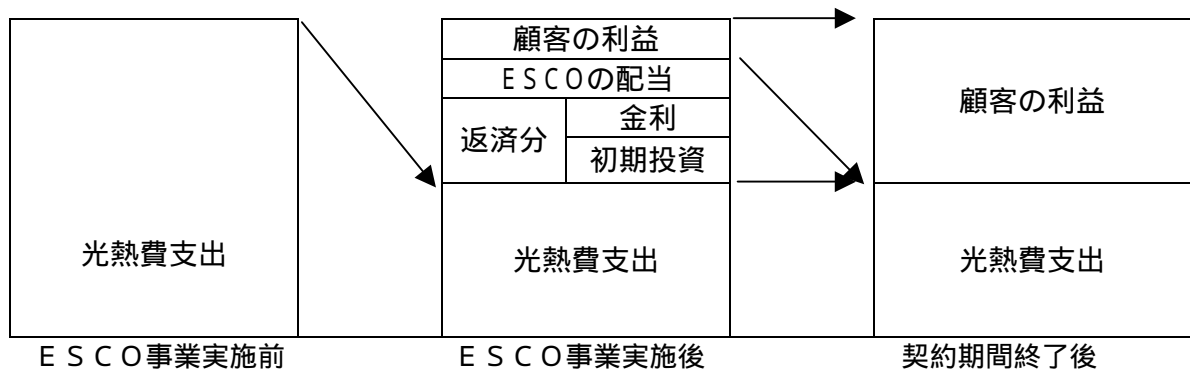 光熱費支出
ＥＳＣＯ事業実施前
顧客の利益
ＥＳＣＯの配当
返済分
金利
初期投資
光熱費支出
ＥＳＣＯ事業実施後
顧客の利益
光熱費支出
契約期間終了後